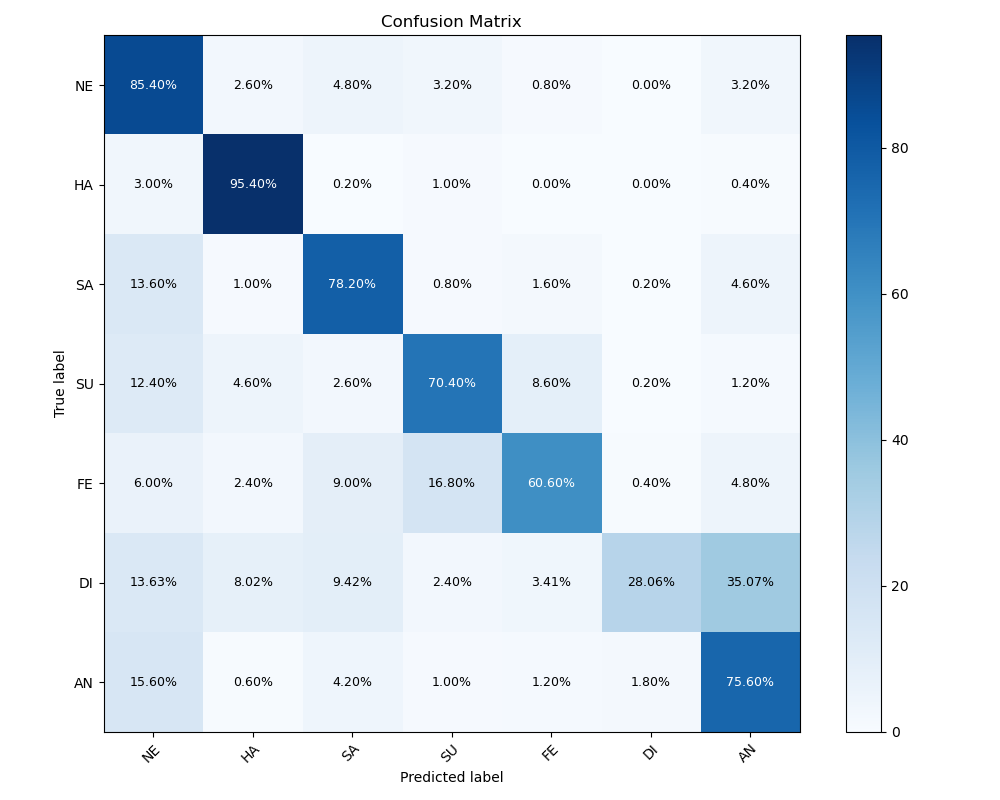 Confusion Matrix
True label
NE 85.40% 2.60% 4.80% 3.20% 0.80% 0.00% 3.20%
HA 3.00% 95.40% 0.20% 1.00% 0.00% 0.00% 0.40%
SA 13.60% 1.00% 78.20% 0.80% 1.60% 0.20% 4.60%
SU 12.40% 4.60% 2.60% 70.40% 8.60% 0.20% 1.20%
FE 6.00% 2.40% 9.00% 16.80% 60.60% 0.40% 4.80%
DI 13.63% 8.02% 9.42% 2.40% 3.41% 28.06% 35.07%
AN 15.60% 0.60% 4.20% 1.00% 1.20% 1.80% 75.60%
NE HA SA SU FE DI AN
Predicted label
80
60
40
20
0